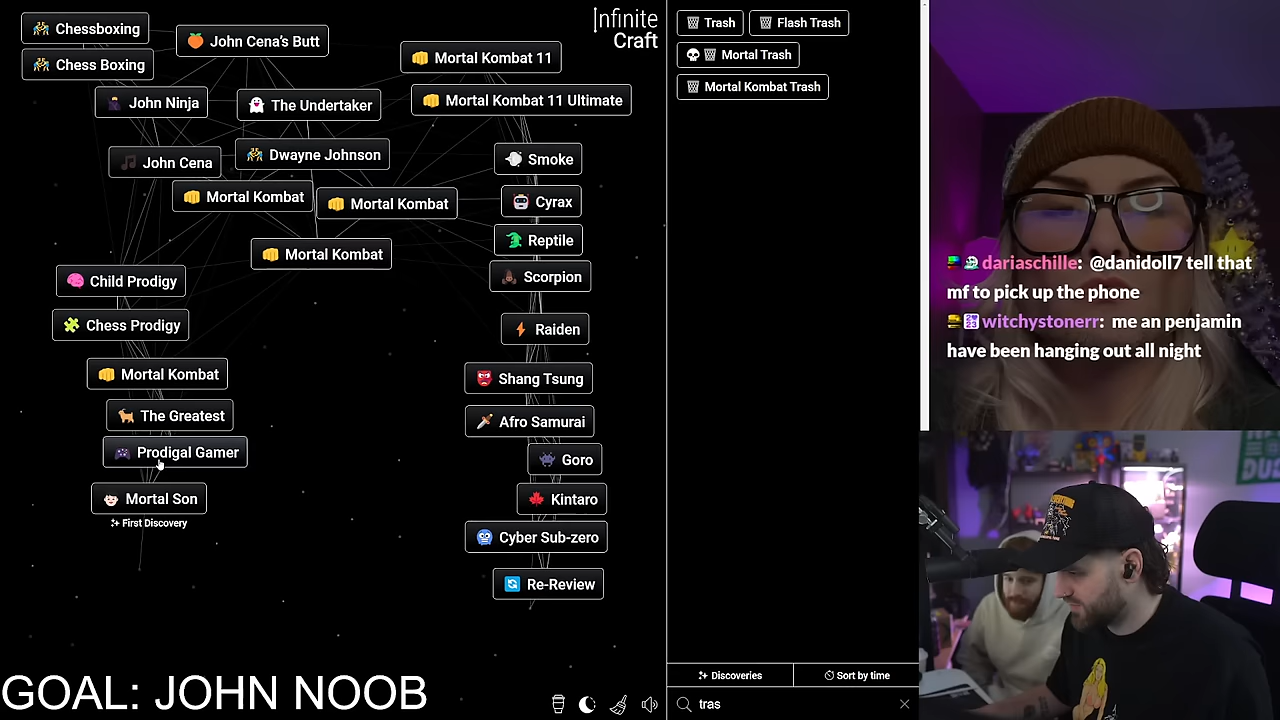 Chessboxing
Chess Boxing
John Cena's Butt
John Ninja
The Undertaker
John Cena
Dwayne Johnson
Mortal Kombat
Mortal Kombat
Mortal Kombat
Mortal Kombat 11
Mortal Kombat 11 Ultimate
Smoke
Cyrax
Reptile
Scorpion
Raiden
Shang Tsung
Afro Samurai
Goro
Kintaro
Cyber Sub-zero
Re-Review
Child Prodigy
Chess Prodigy
Mortal Kombat
The Greatest
Prodigal Gamer
Mortal Son
First Discovery
GOAL: JOHN NOOB
Infinite
Craft
Trash
Flash Trash
Mortal Trash
Mortal Kombat Trash
Discoveries
Sort by time
tras
dariaschille: @danidoll7 tell that
mf to pick up the phone
witchystonerr: me an penjamin
have been hanging out all night